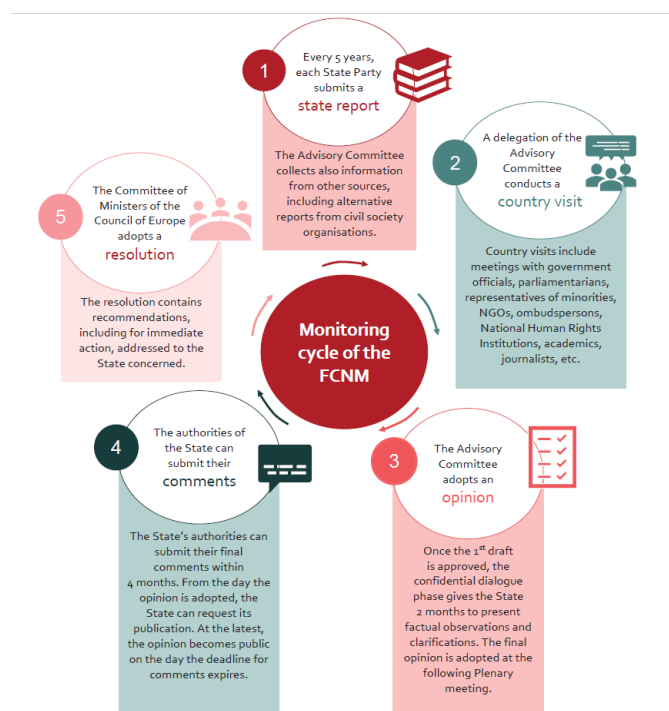 1
Every 5 years,
each State Party
submits a
state report
The Advisory Committee
collects also information
from other sources,
including alternative
reports from civil society
organisations.
2
A delegation of the
Advisory
Committee
conducts a
country visit
Country visits include
meetings with government
officials, parliamentarians,
representatives of minorities,
NGOs, ombudspersons,
National Human Rights
Institutions, academics,
journalists, etc.
3
The Advisory
Committee
adopts an
opinion
Once the 1st draft
is approved, the
confidential dialogue
phase gives the State
2 months to present
factual observations and
clarifications. The final
opinion is adopted at the
following Plenary
meeting.
4
The authorities of
the State can
submit their
comments
The State's authorities can
submit their final
comments within
4 months. From the day the
opinion is adopted, the
State can request its
publication. At the latest,
the opinion becomes public
on the day the deadline for
comments expires.
5
The Committee of
Ministers of the
Council of Europe
adopts a
resolution
The resolution contains
recommendations,
including for immediate
action, addressed to the
State concerned.
Monitoring
cycle of the
FCNM